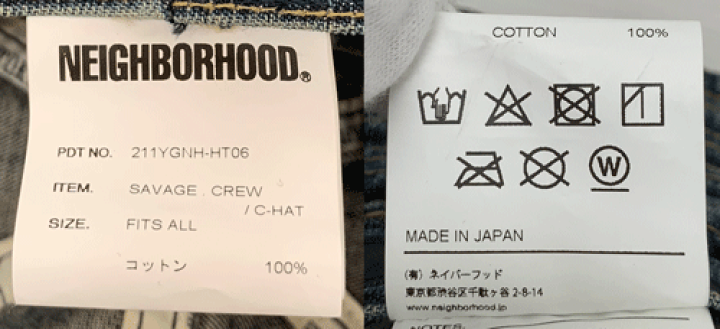 NEIGHBORHOOD®
PDT NO. 211YGNH-HT06
ITEM. SAVAGE . CREW
/ C-HAT
SIZE. FITS ALL
コットン 100%
COTTON 100%
W
MADE IN JAPAN
(有) ネイバーフッド
東京都渋谷区千駄ヶ谷 2-8-14
www.neighborhood.jp
NOTES.